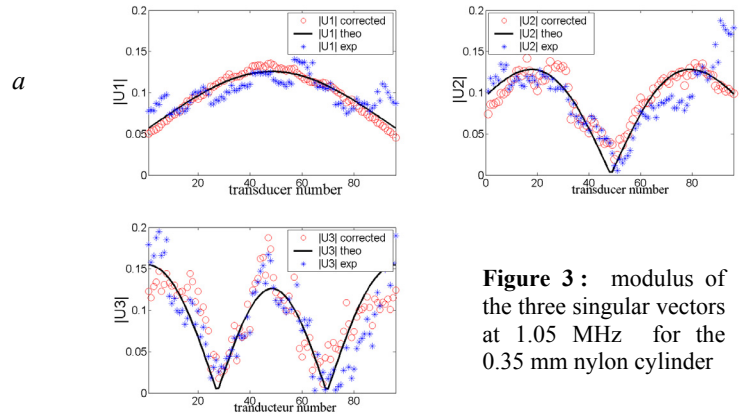 a
0.2
0.15
0.1
0.05
0
|U1|
|U1| corrected
|U1| theo
|U1| exp
20
40
60
80
transducer number
0.2
0.15
0.1
0.05
0
|U2|
|U2| corrected
|U2| theo
|U2| exp
0
20
40
60
80
transducer number
0.2
0.15
0.1
0.05
0
|U3|
|U3| corrected
|U3| theo
|U3| exp
20
40
60
80
tranducteur number
Figure 3 : modulus of
the three singular vectors
at 1.05 MHz for the
0.35 mm nylon cylinder